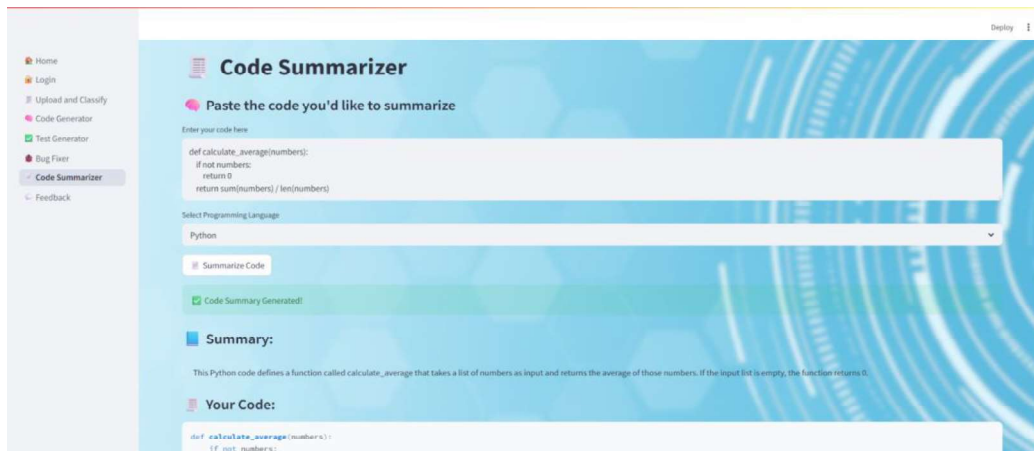 Deploy
Home
Login
Upload and Classify
Code Generator
Test Generator
Bug Fixer
Code Summarizer
Feedback
Code Summarizer
Paste the code you'd like to summarize
Enter your code here
def calculate_average(numbers):
if not numbers:
return 0
return sum(numbers) / len(numbers)
Select Programming Language
Python
Summarize Code
Code Summary Generated!
Summary:
This Python code defines a function called calculate_average that takes a list of numbers as input and returns the average of those numbers. If the input list is empty, the function returns 0.
Your Code:
def calculate_average(numbers):
if not numbers: